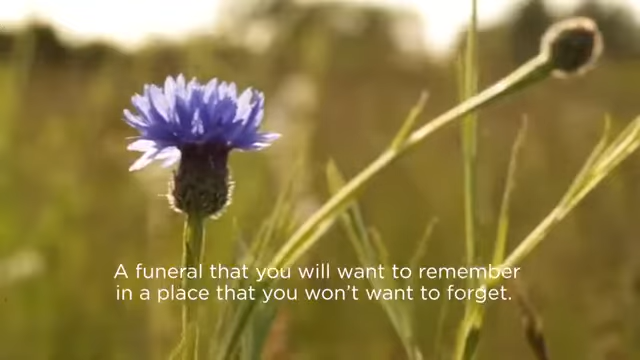 A funeral that you will want to remember
in a place that you won't want to forget.